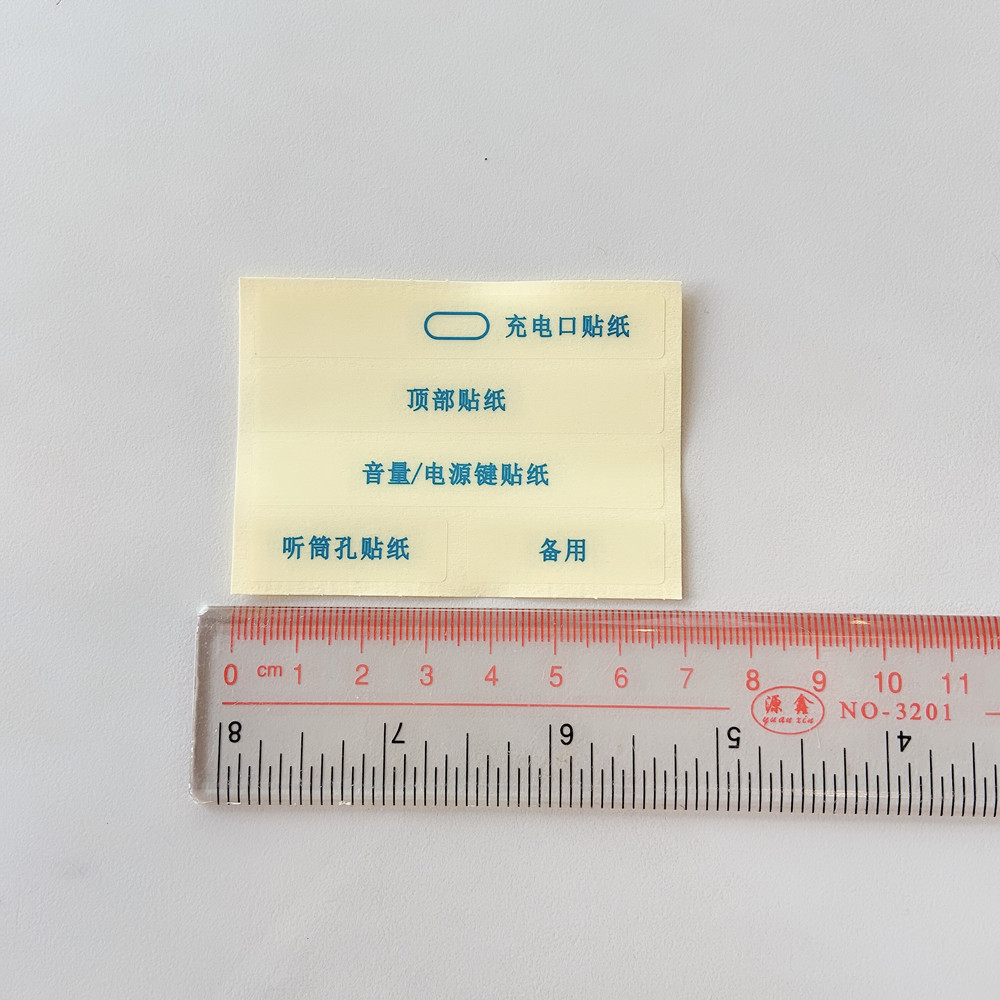 充电口贴纸
顶部贴纸
音量/电源键贴纸
听筒孔贴纸 备用
0 cm 1 2 3 4 5 6 7 8 9 10 11
源鑫
yuan xin
NO-3201
8 7 6 5 4